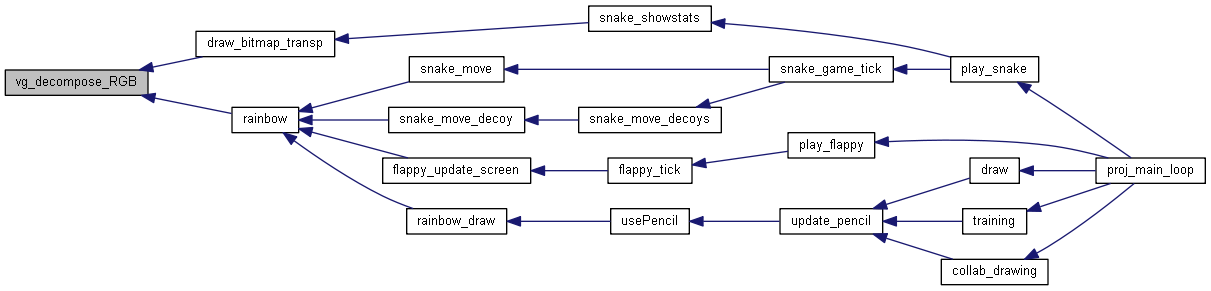 vg_decompose_RGB
draw_bitmap_transp
snake_showstats
rainbow
snake_move
snake_game_tick
play_snake
snake_move_decoy
snake_move_decoys
flappy_update_screen
flappy_tick
play_flappy
rainbow_draw
usePencil
update_pencil
draw
training
collab_drawing
proj_main_loop